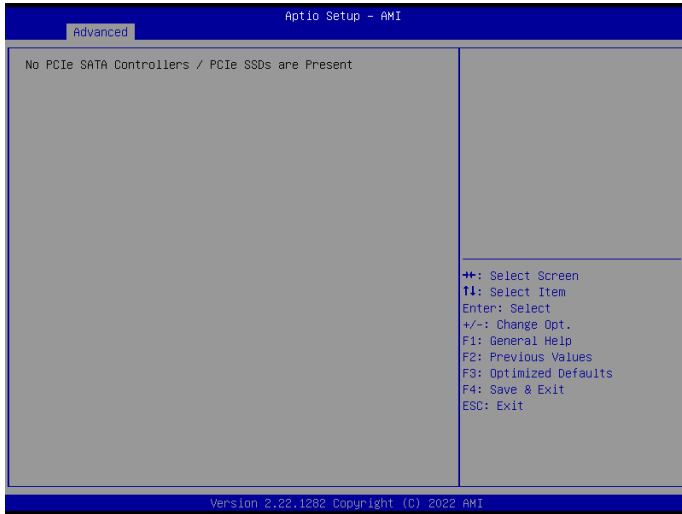 Aptio Setup – AMI
Advanced
No PCIe SATA Controllers / PCIe SSDs are Present
→←: Select Screen
↑↓: Select Item
Enter: Select
+/-: Change Opt.
F1: General Help
F2: Previous Values
F3: Optimized Defaults
F4: Save & Exit
ESC: Exit
Version 2.22.1282 Copyright (C) 2022 AMI